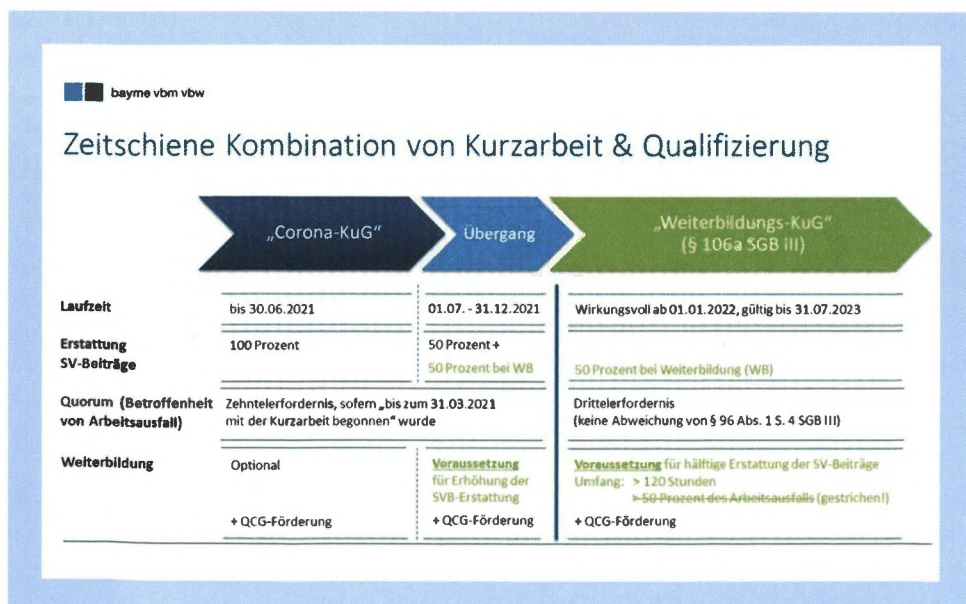 bayme vbm vbw
Zeitschiene Kombination von Kurzarbeit & Qualifizierung
„Corona-KuG“
Übergang
„Weiterbildungs-KuG“
(§ 106a SGB III)
Laufzeit
bis 30.06.2021
01.07. - 31.12.2021
Wirkungsvoll ab 01.01.2022, gültig bis 31.07.2023
Erstattung
SV-Beiträge
100 Prozent
50 Prozent +
50 Prozent bei WB
50 Prozent bei Weiterbildung (WB)
Quorum (Betroffenheit
von Arbeitsausfall)
Zehntelerfordernis, sofern „bis zum 31.03.2021
mit der Kurzarbeit begonnen“ wurde
Drittelerfordernis
(keine Abweichung von § 96 Abs. 1 S. 4 SGB III)
Weiterbildung
Optional
+ QCG-Förderung
Voraussetzung
für Erhöhung der
SVB-Erstattung
+ QCG-Förderung
Voraussetzung für hälftige Erstattung der SV-Beiträge
Umfang: > 120 Stunden
> 50 Prozent des Arbeitsausfalls (gestrichen!)
+ QCG-Förderung